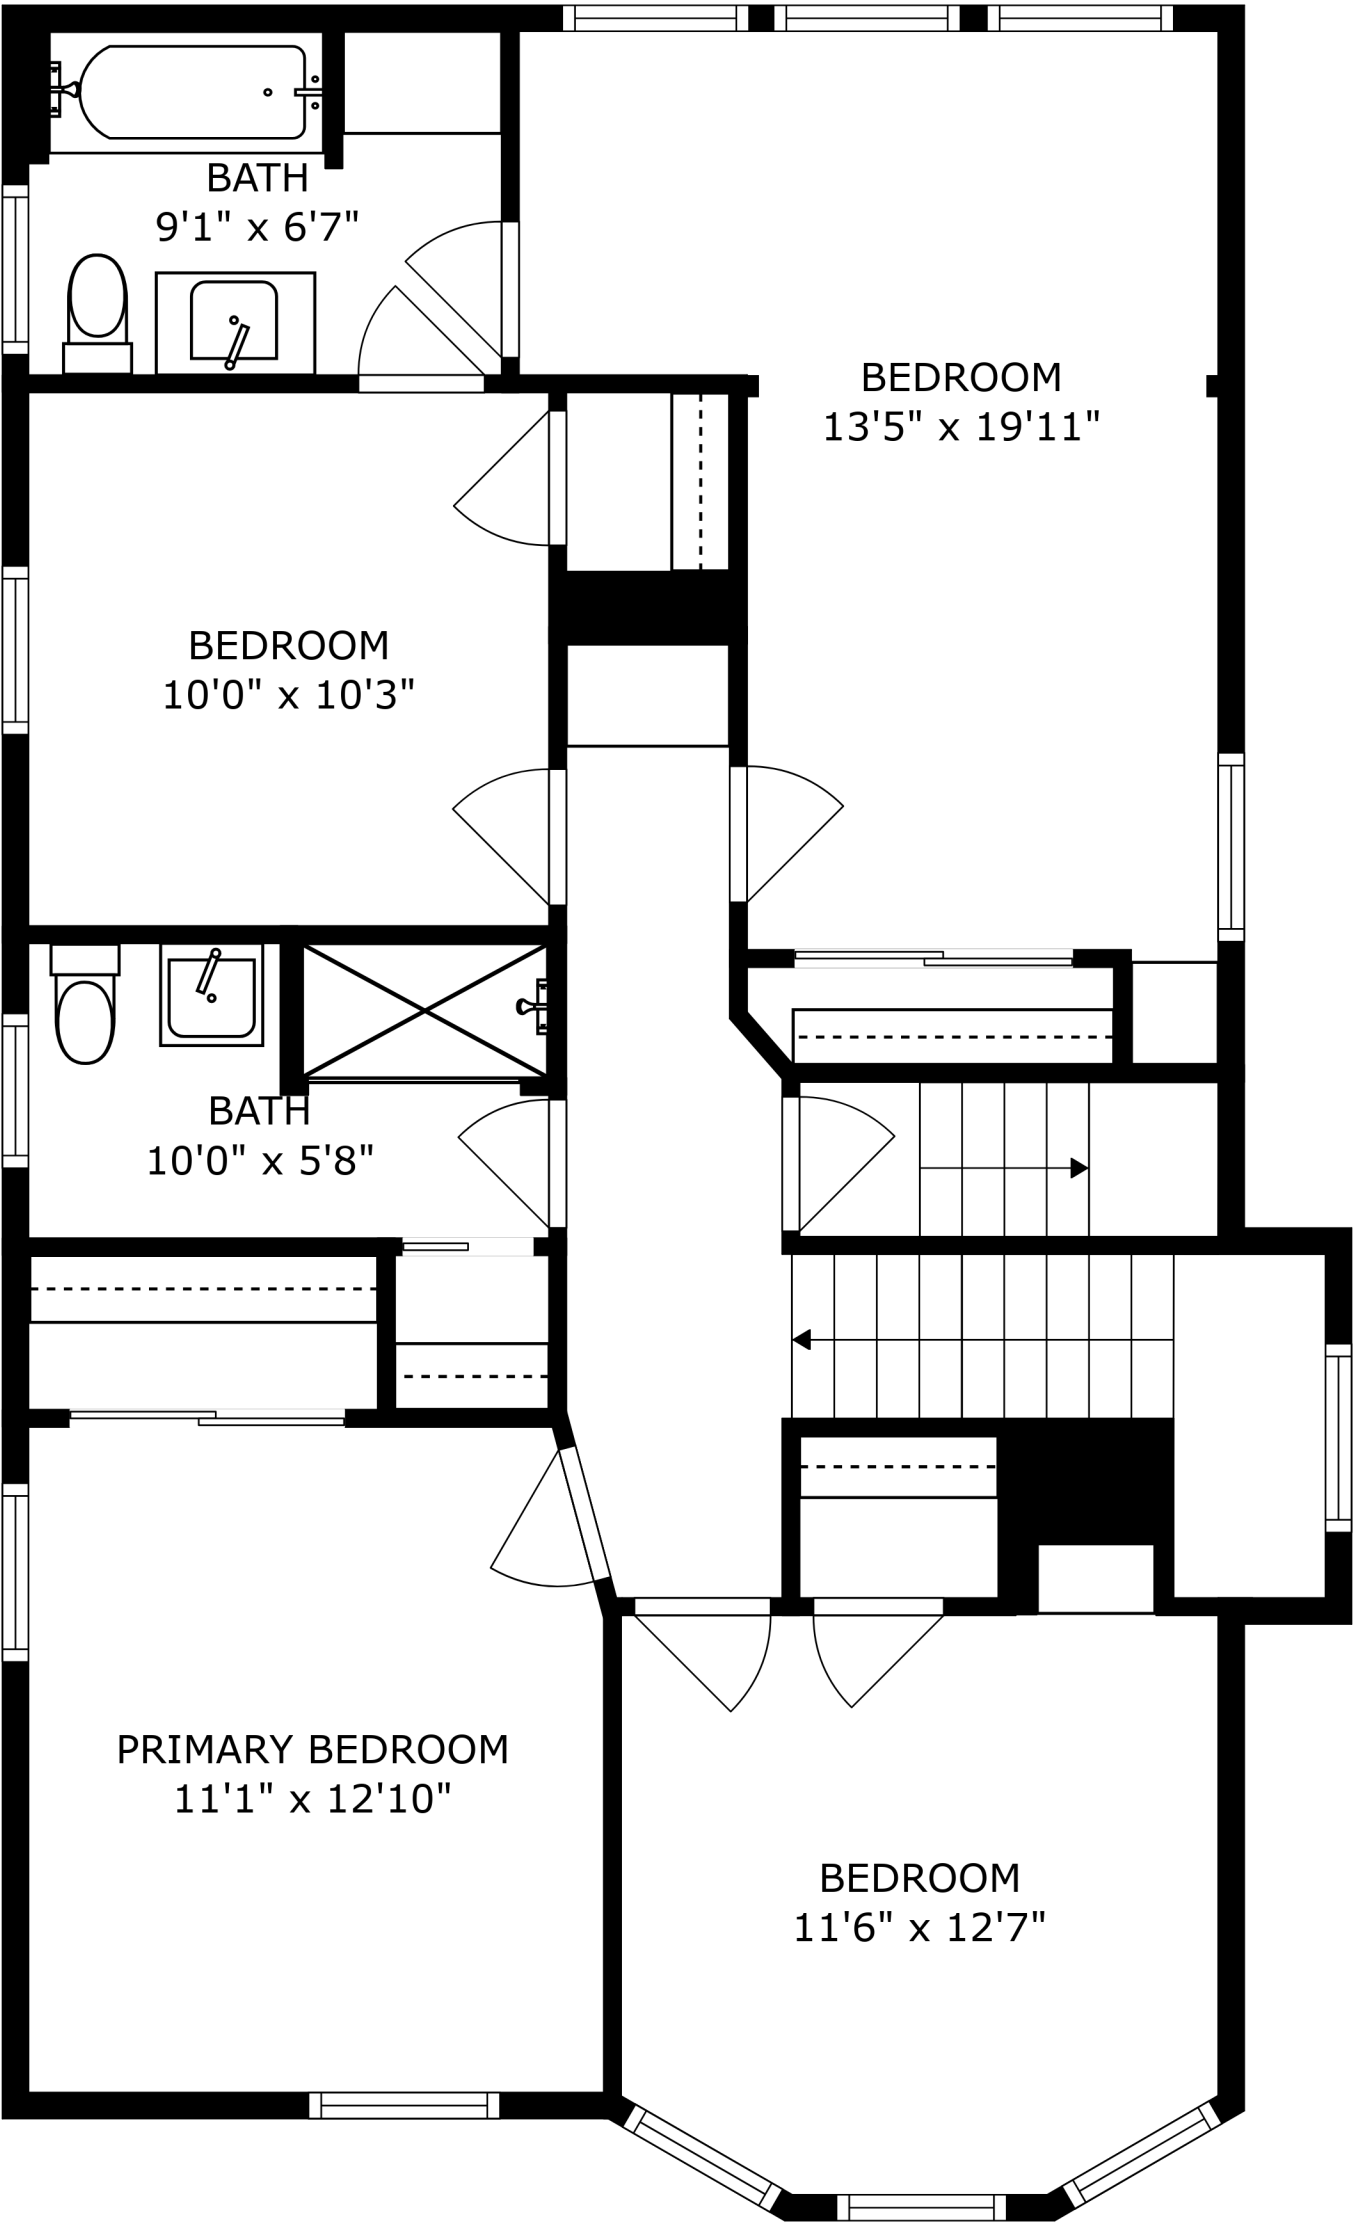 BATH
9'1" x 6'7"
BEDROOM
13'5" x 19'11"
BEDROOM
10'0" x 10'3"
BATH
10'0" x 5'8"
PRIMARY BEDROOM
11'1" x 12'10"
BEDROOM
11'6" x 12'7"